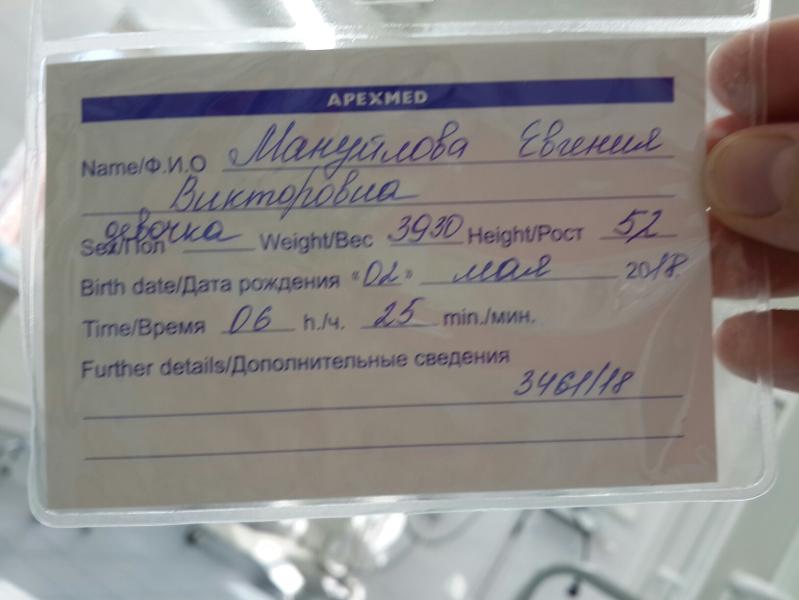 APEXMED
Name/Ф.И.О Мануйлова Евгения
Викторовна
Sex/Пол девочка Weight/Вес 3930 Height/Рост 52
Birth date/Дата рождения "02" мая 2018
Time/Время 06 h./ч. 25 min./мин.
Further details/Дополнительные сведения
3461/18